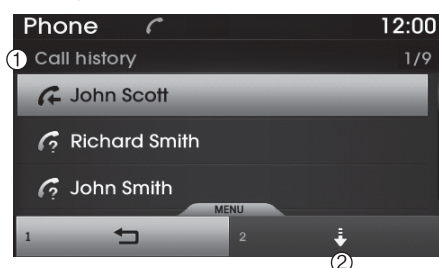 Phone 12:00
① Call history 1/9
John Scott
Richard Smith
John Smith
MENU
1 2
②